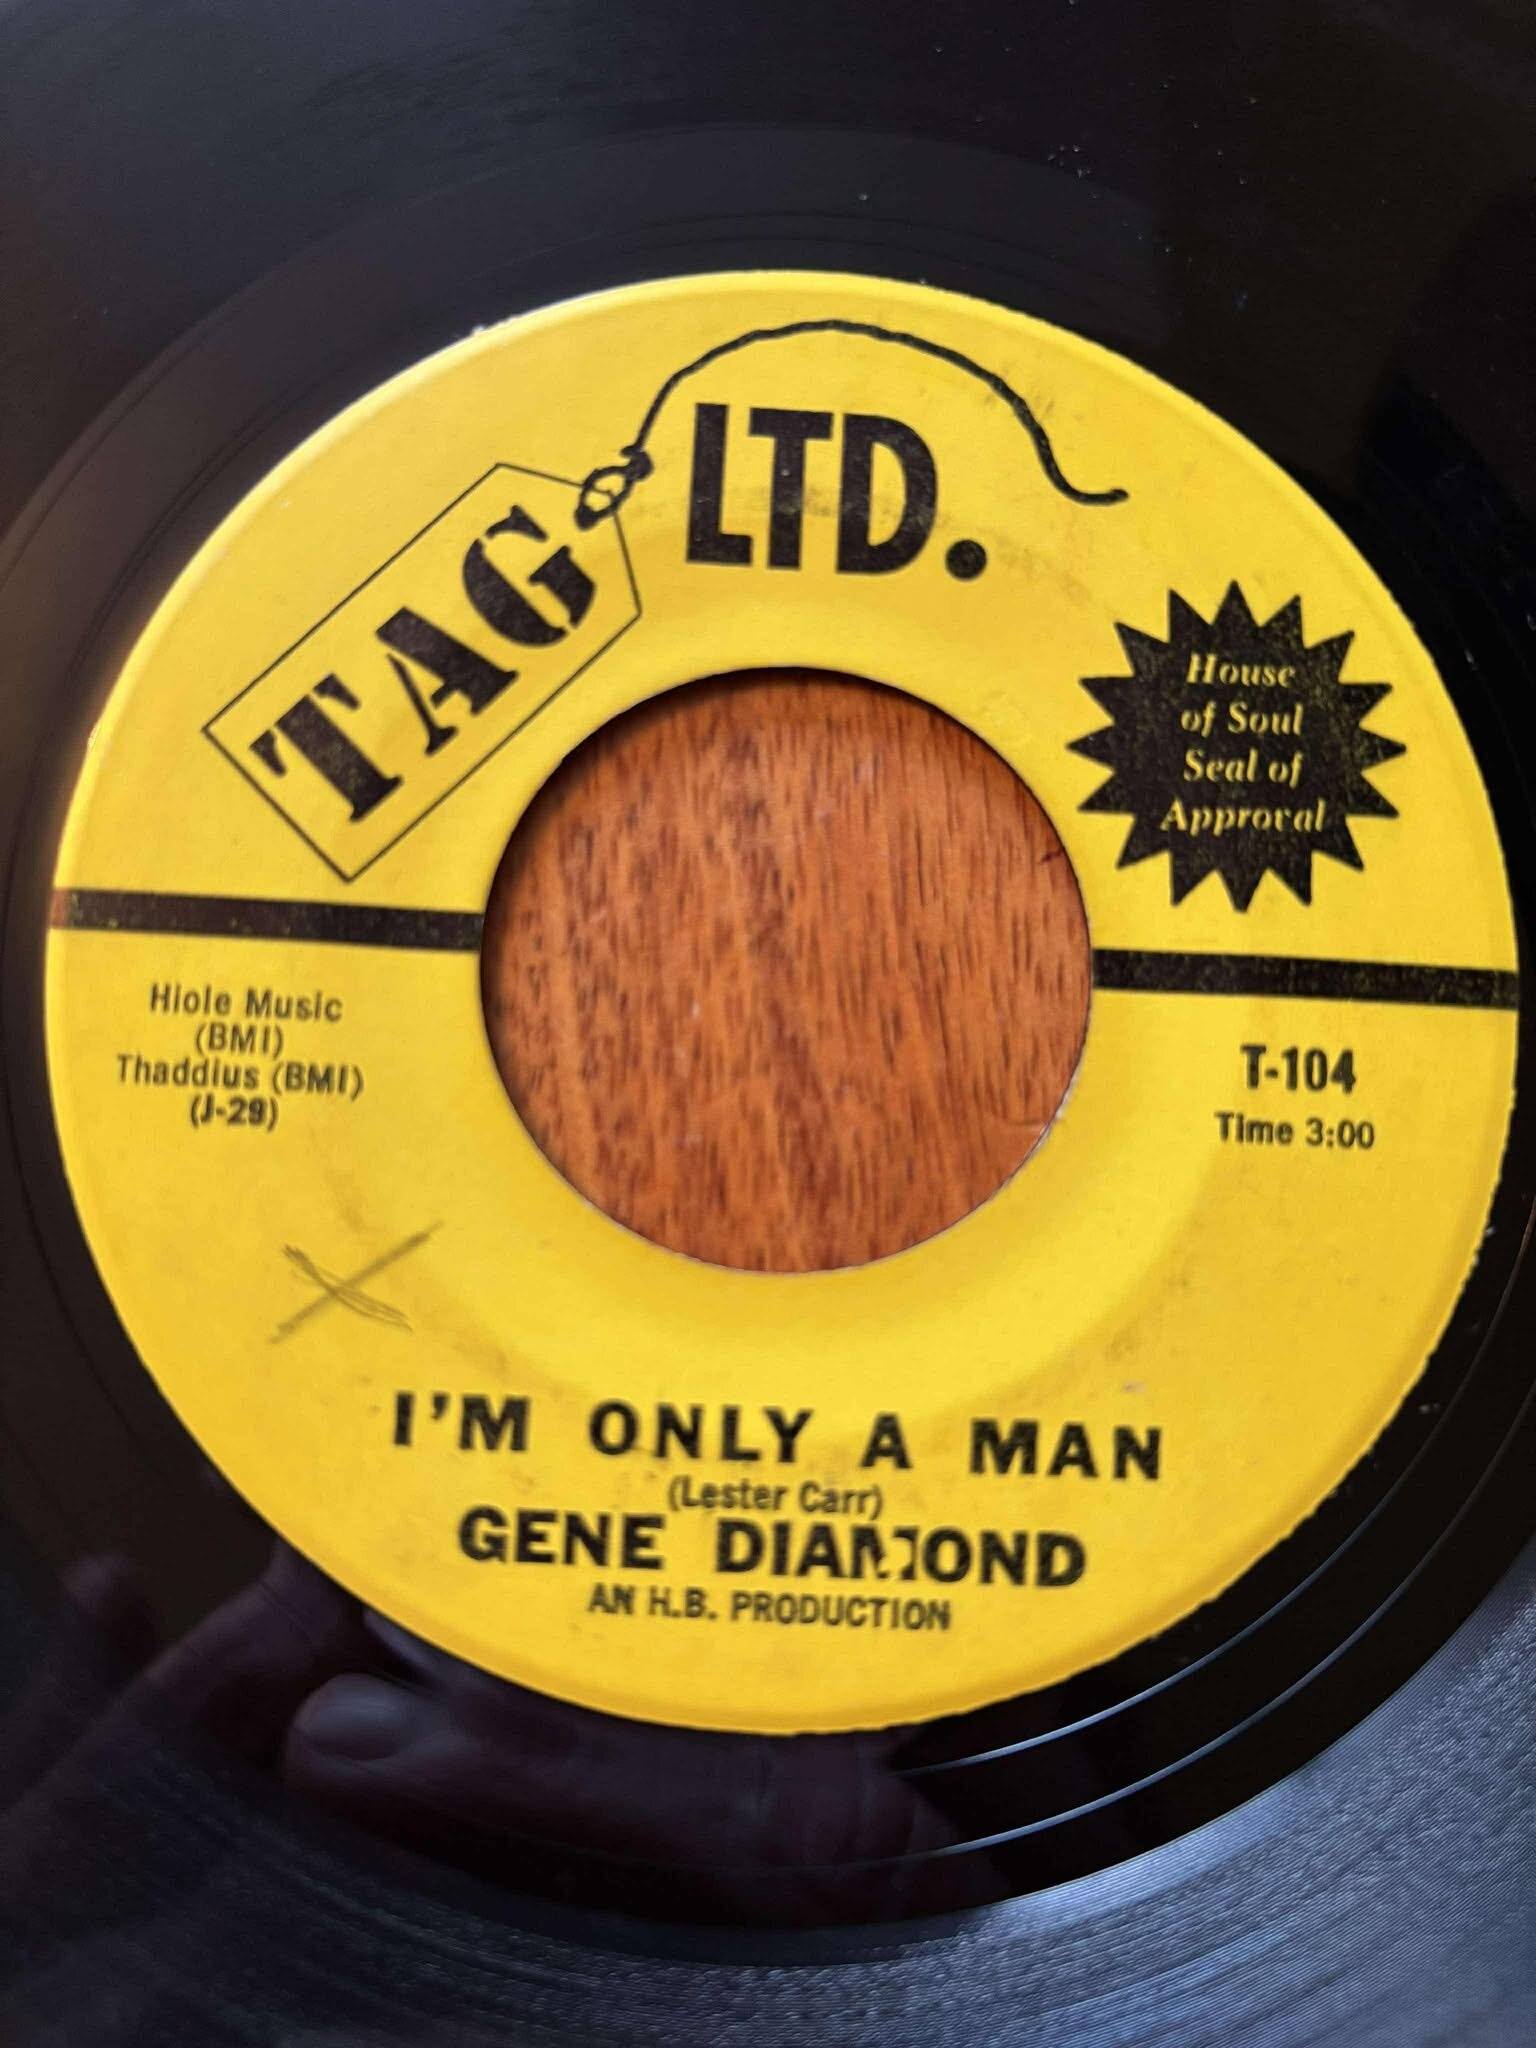 TAG LTD.
House
of Soul
Seal of
Approval
Hiole Music
(BMI)
Thaddius (BMI)
(J-29)
T-104
Time 3:00
I'M ONLY A MAN
(Lester Carr)
GENE DIAMOND
AN H.B. PRODUCTION